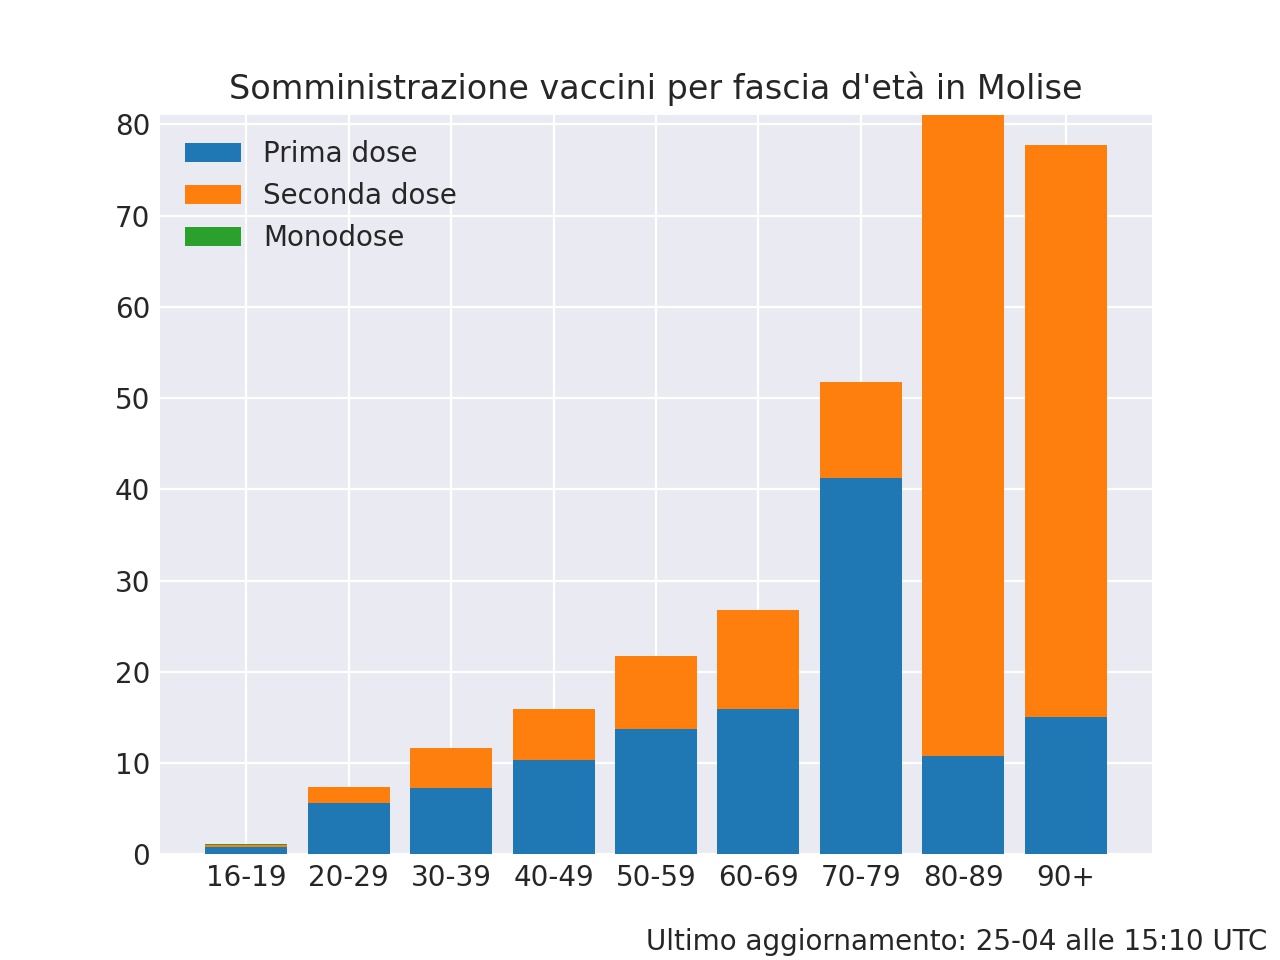 Somministrazione vaccini per fascia d'età in Molise
Prima dose
Seconda dose
Monodose
80
70
60
50
40
30
20
10
0
16-19 20-29 30-39 40-49 50-59 60-69 70-79 80-89 90+
Ultimo aggiornamento: 25-04 alle 15:10 UTC